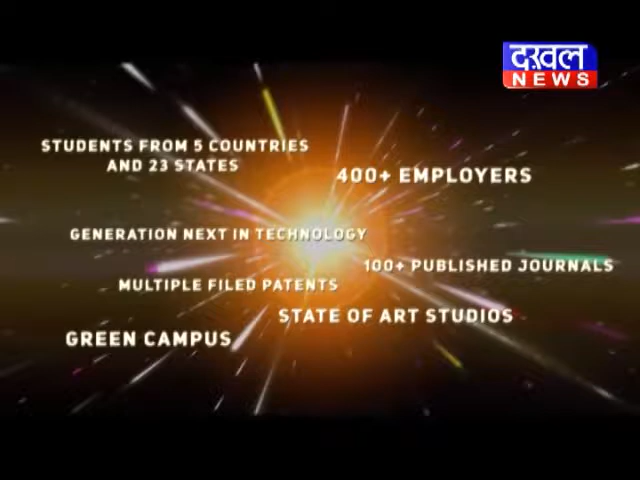 दख़ल
NEWS
STUDENTS FROM 5 COUNTRIES
AND 23 STATES
400+ EMPLOYERS
GENERATION NEXT IN TECHNOLOGY
100+ PUBLISHED JOURNALS
MULTIPLE FILED PATENTS
STATE OF ART STUDIOS
GREEN CAMPUS